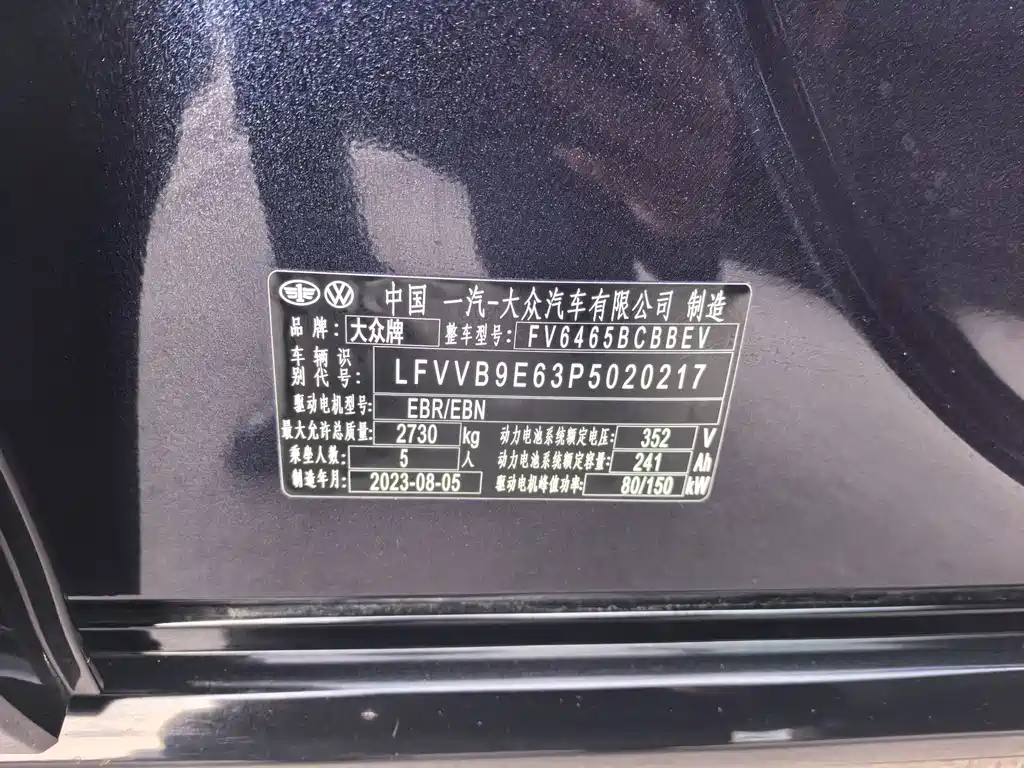 中国 一汽-大众汽车有限公司 制造
品牌: 大众牌 整车型号: FV6465BCBBEV
车辆识别代号: LFVVB9E63P5020217
驱动电机型号: EBR/EBN
最大允许总质量: 2730 kg 动力电池系统额定电压: 352 V
乘坐人数: 5 人 动力电池系统额定容量: 241 Ah
制造年月: 2023-08-05 驱动电机峰值功率: 80/150 kW